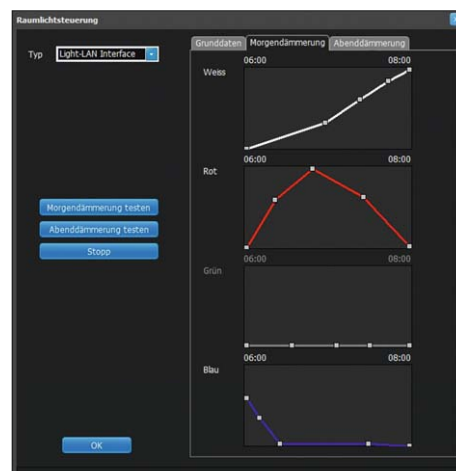 Raumlichtsteuerung
Typ Light-LAN Interface
Morgendämmerung testen
Abenddämmerung testen
Stopp
OK
Grunddaten Morgendämmerung Abenddämmerung
06:00 08:00
Weiss
06:00 08:00
Rot
06:00 08:00
Grün
06:00 08:00
Blau